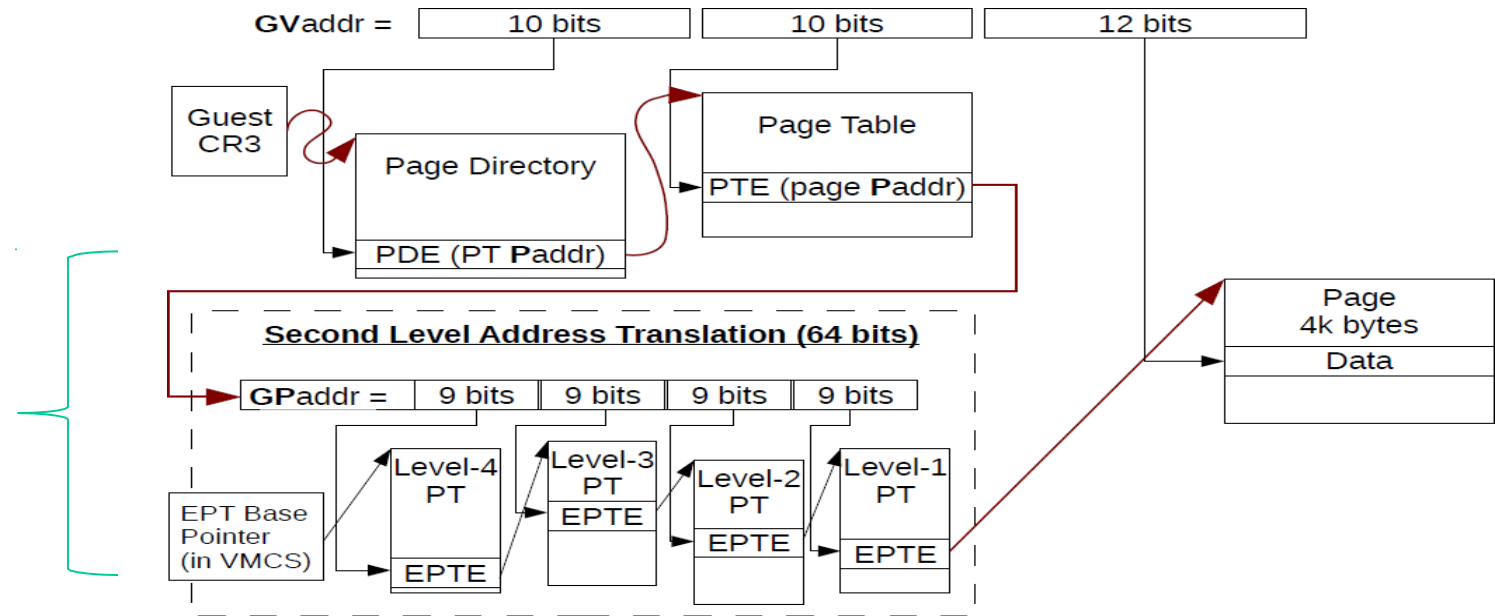 GVaddr = 10 bits 10 bits 12 bits
Guest
CR3
Page Directory
PDE (PT Paddr)
Page Table
PTE (page Paddr)
Page
4k bytes
Data
Second Level Address Translation (64 bits)
GPaddr = 9 bits 9 bits 9 bits 9 bits
EPT Base
Pointer
(in VMCS)
Level-4
PT
EPTE
Level-3
PT
EPTE
Level-2
PT
EPTE
Level-1
PT
EPTE